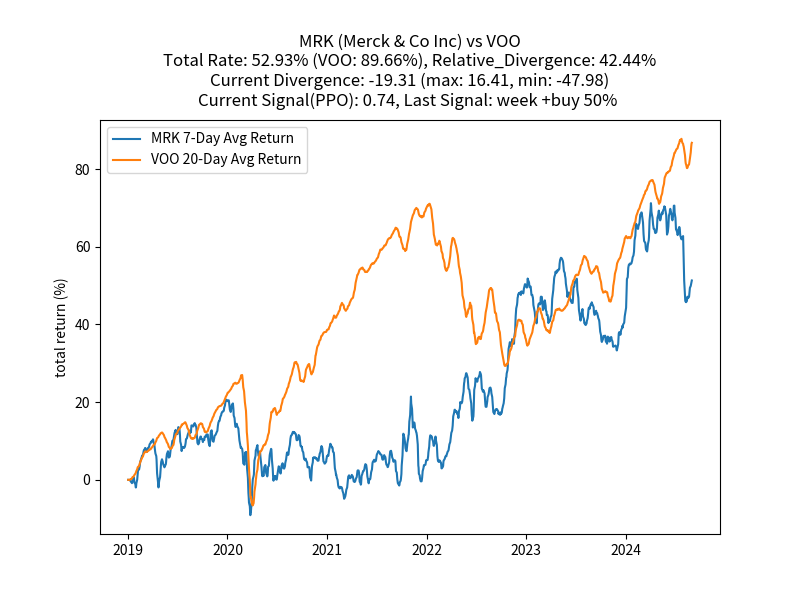 MRK (Merck & Co Inc) vs VOO
Total Rate: 52.93% (VOO: 89.66%), Relative_Divergence: 42.44%
Current Divergence: -19.31 (max: 16.41, min: -47.98)
Current Signal(PPO): 0.74, Last Signal: week +buy 50%
MRK 7-Day Avg Return
VOO 20-Day Avg Return
total return (%)
80
60
40
20
0
2019 2020 2021 2022 2023 2024